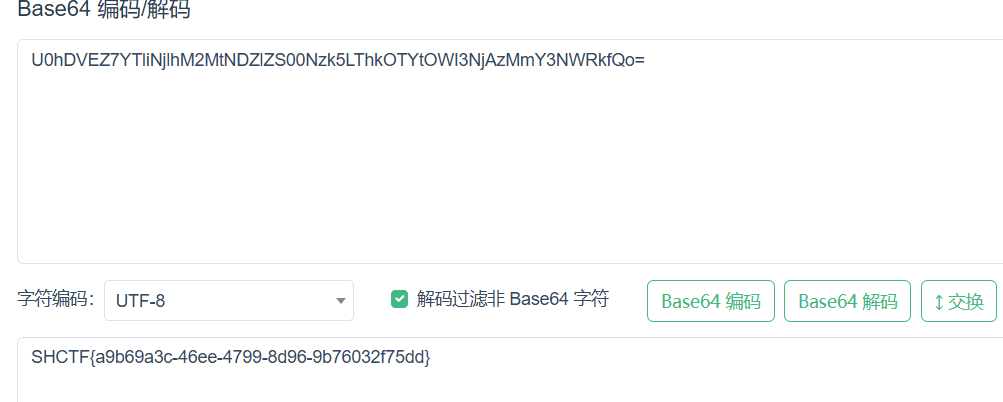 Base64 编码/解码
U0hDVEZ7YTliNjlhM2MtNDZlZS00Nzk5LThkOTYtOWI3NjAzMmY3NWRkfQo=
字符编码: UTF-8 解码过滤非 Base64 字符 Base64 编码 Base64 解码 ↕ 交换
SHCTF{a9b69a3c-46ee-4799-8d96-9b76032f75dd}